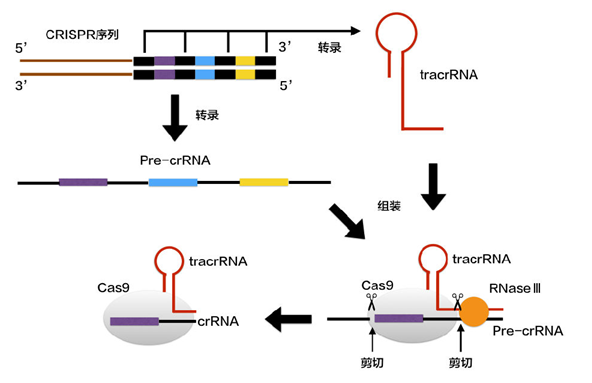 CRISPR序列
5’
3’
转录
3’
5’
tracrRNA
转录
Pre-crRNA
组装
tracrRNA
Cas9
crRNA
tracrRNA
Cas9
RNaseⅢ
Pre-crRNA
剪切
剪切